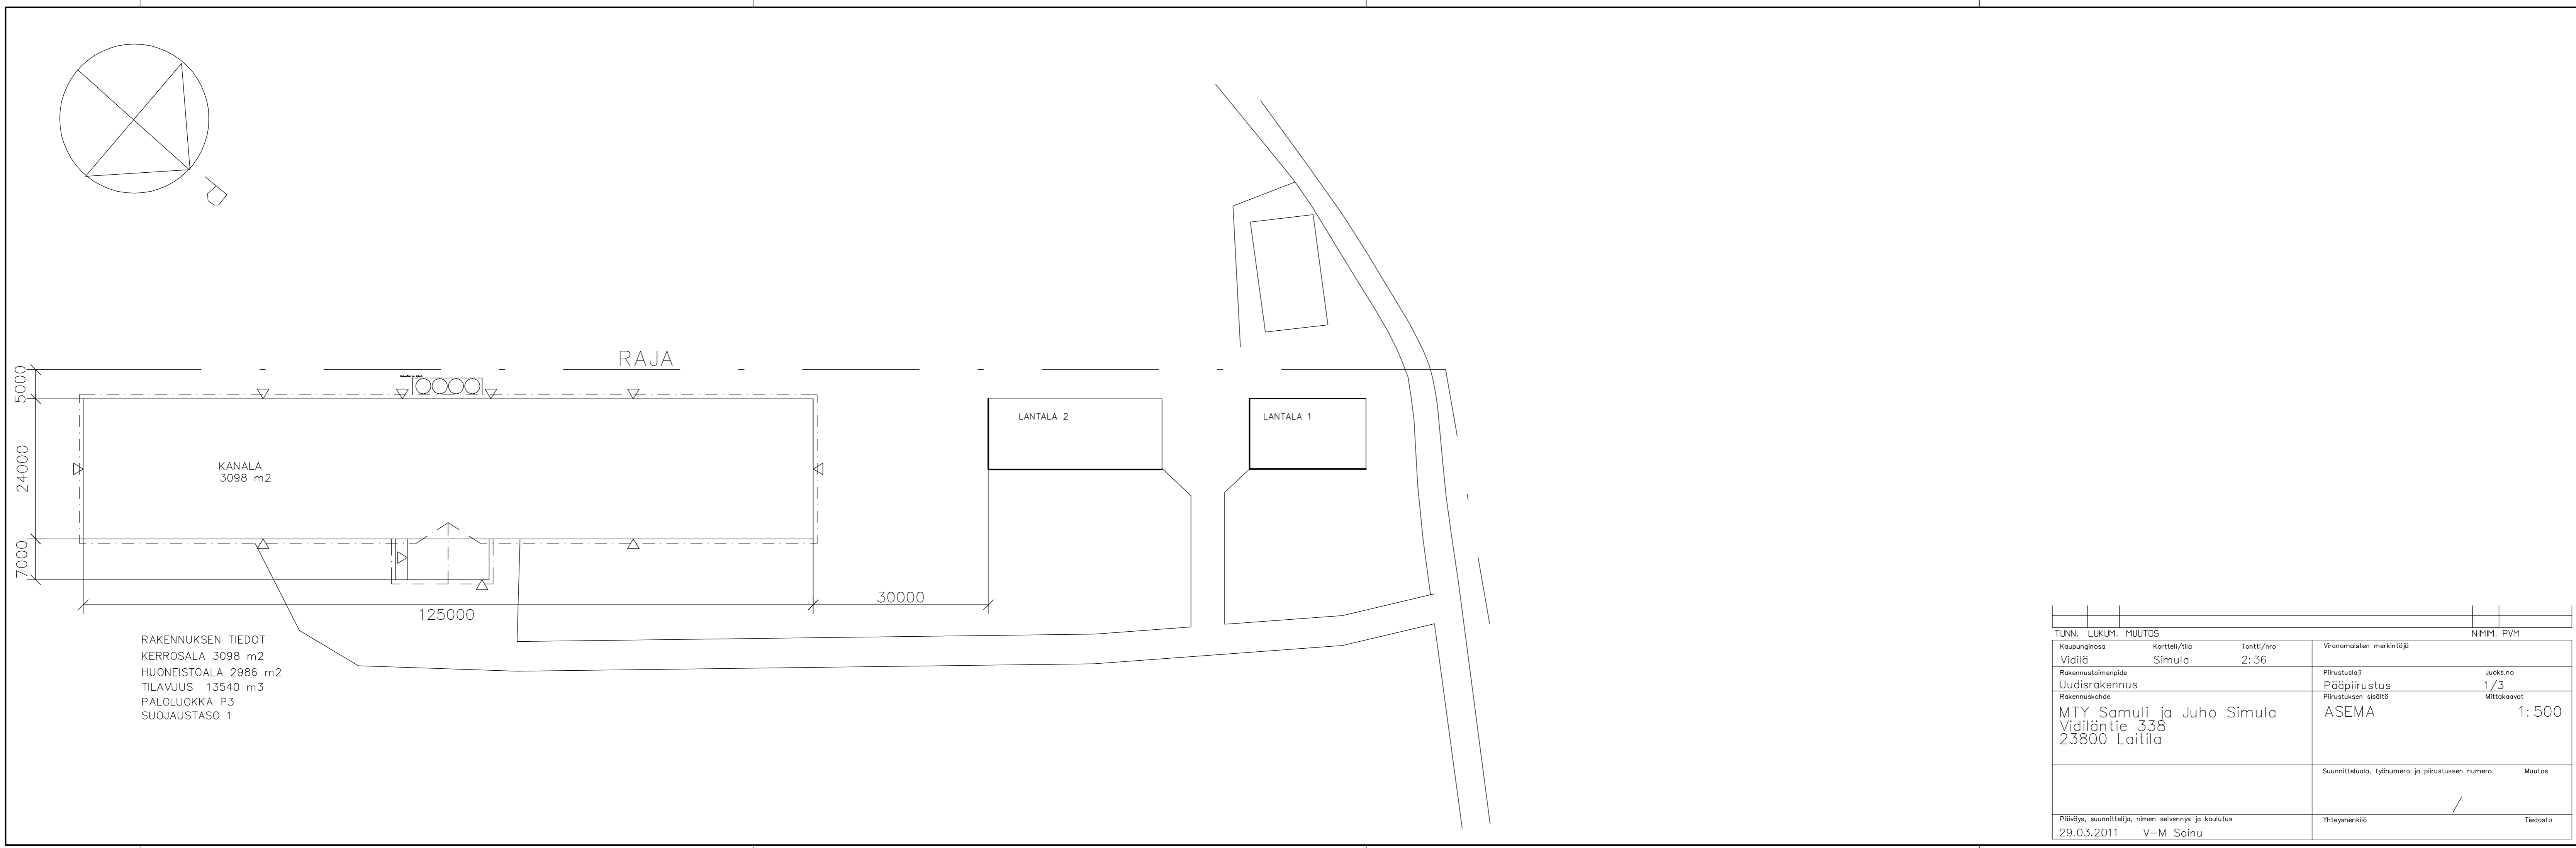 RAJA
5000
24000
7000
KANALA
3098 m2
LANTALA 2
LANTALA 1
125000
30000
RAKENNUKSEN TIEDOT
KERROSALA 3098 m2
HUONEISTOALA 2986 m2
TILAVUUS 13540 m3
PALOLUOKKA P3
SUOJAUSTASO 1
TUNN. LUKUM. MUUTOS NIMIM. PVM
Kaupunginosa Kortteli/tila Tontti/nro Viranomaisten merkintöjä
Vidilä Simula 2:36
Rakennustoimenpide Piirustuslaji Juoks.no
Uudisrakennus Pääpiirustus 1/3
Rakennuskohde Piirustuksen sisältö Mittakaavat
MTY Samuli ja Juho Simula ASEMA 1:500
Vidiläntie 338
23800 Laitila
Suunnitteluala, työnumero ja piirustuksen numero Muutos
/
Päiväys, suunnittelija, nimen selvennys ja koulutus Yhteyshenkilö Tiedosto
29.03.2011 V-M Soinu